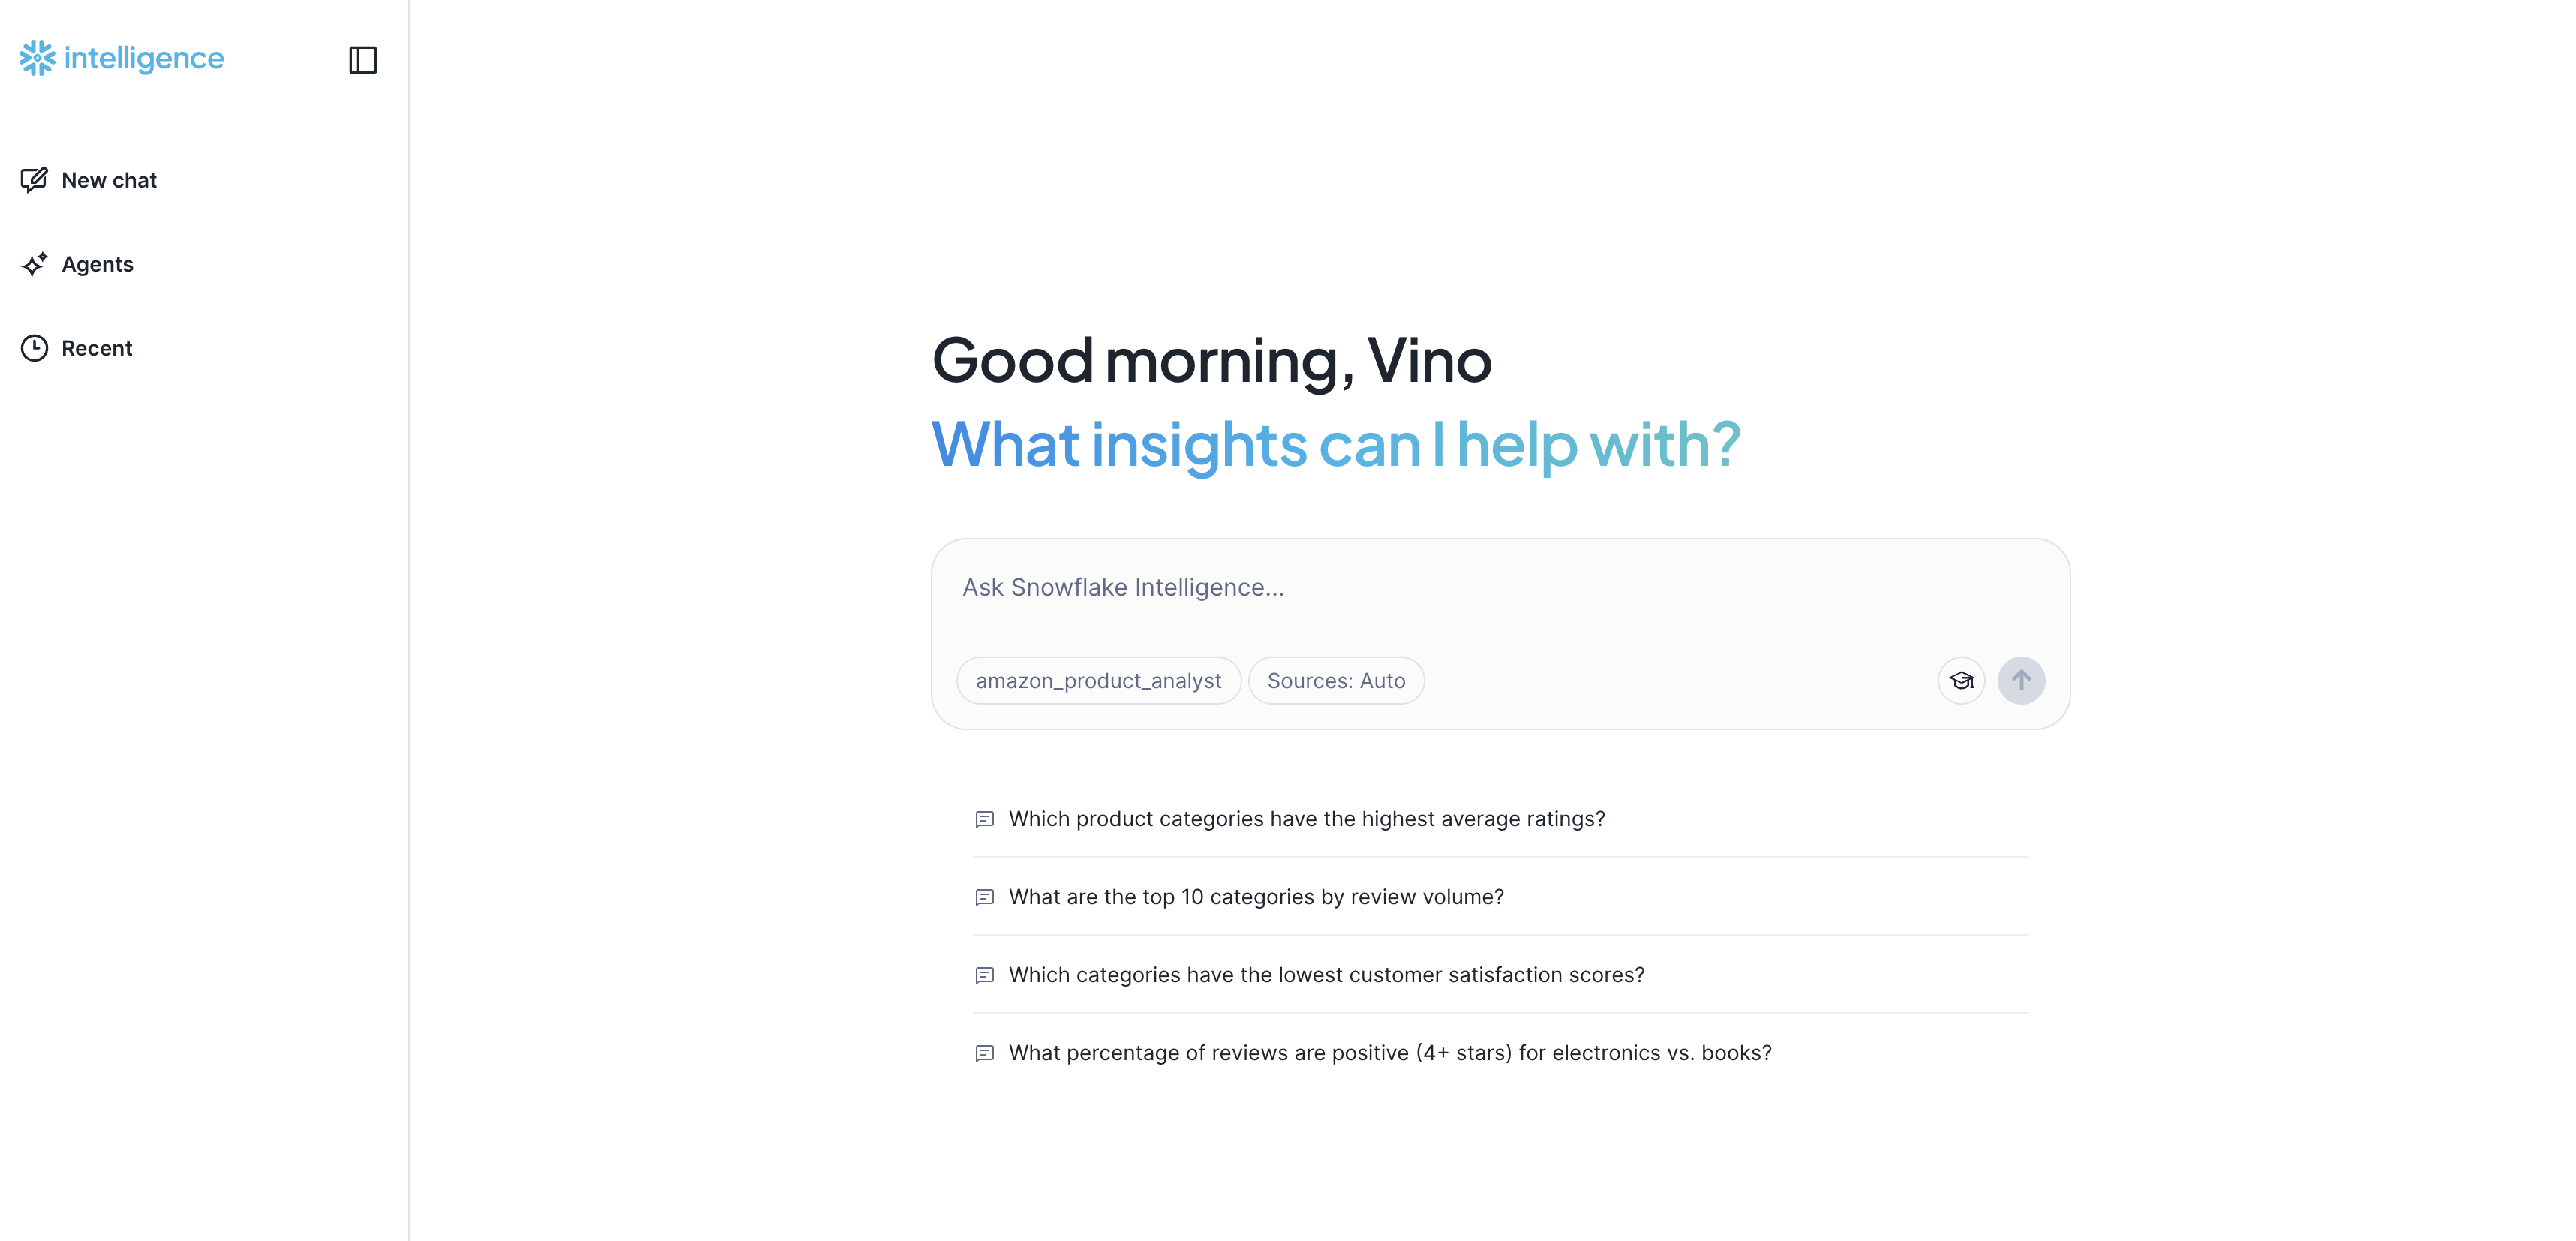 intelligence
New chat
Agents
Recent
Good morning, Vino
What insights can I help with?
Ask Snowflake Intelligence...
amazon_product_analyst
Sources: Auto
Which product categories have the highest average ratings?
What are the top 10 categories by review volume?
Which categories have the lowest customer satisfaction scores?
What percentage of reviews are positive (4+ stars) for electronics vs. books?